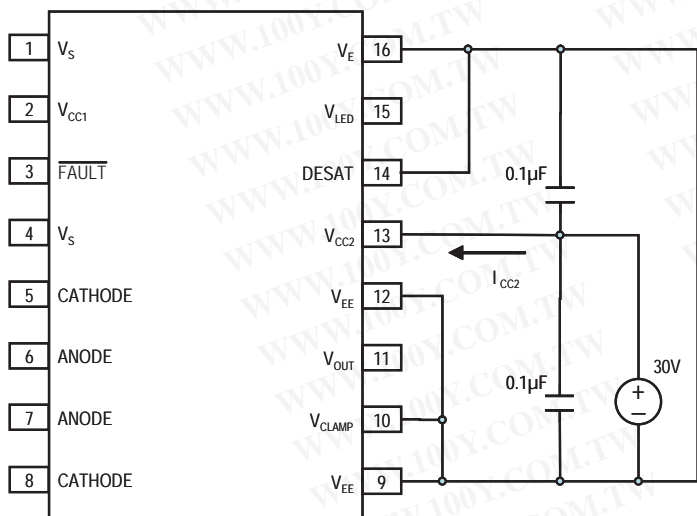 1 VS VE 16
2 VCC1 VLED 15
3 FAULT DESAT 14
0.1µF
4 VS VCC2 13
ICC2
5 CATHODE VEE 12
6 ANODE VOUT 11
30V
0.1µF
+
7 ANODE VCLAMP 10
−
8 CATHODE VEE 9
WWW.100Y.COM.TW